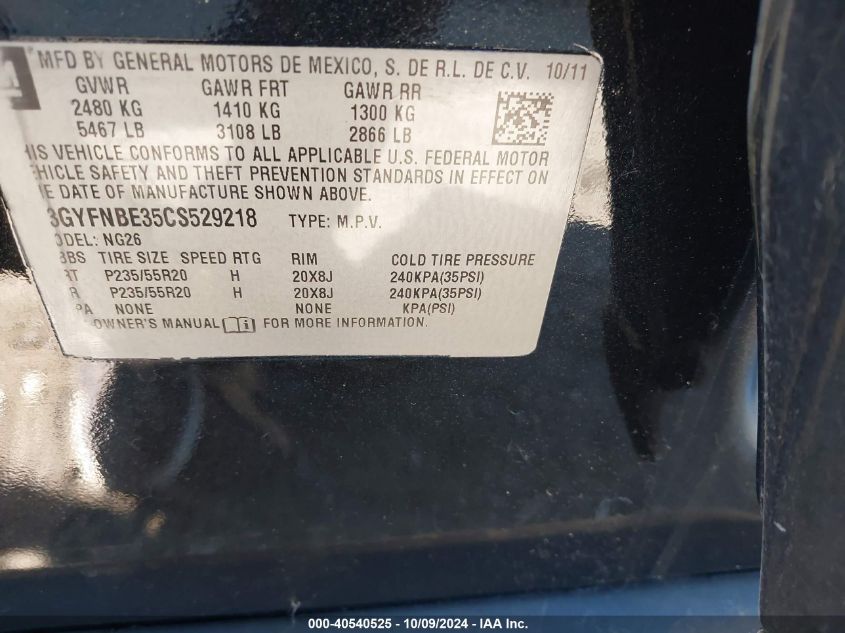 MFD BY GENERAL MOTORS DE MEXICO, S. DE R.L. DE C.V. 10/11
GVWR GAWR FRT GAWR RR
2480 KG 1410 KG 1300 KG
5467 LB 3108 LB 2866 LB
HIS VEHICLE CONFORMS TO ALL APPLICABLE U.S. FEDERAL MOTOR
EHICLE SAFETY AND THEFT PREVENTION STANDARDS IN EFFECT ON
E DATE OF MANUFACTURE SHOWN ABOVE.
3GYFNBE35CS529218 TYPE: M.P.V.
ODEL: NG26
BS TIRE SIZE SPEED RTG RIM COLD TIRE PRESSURE
RT P235/55R20 H 20X8J 240KPA(35PSI)
R P235/55R20 H 20X8J 240KPA(35PSI)
PA NONE NONE KPA(PSI)
OWNER'S MANUAL FOR MORE INFORMATION.
000-40540525 - 10/09/2024 - IAA Inc.